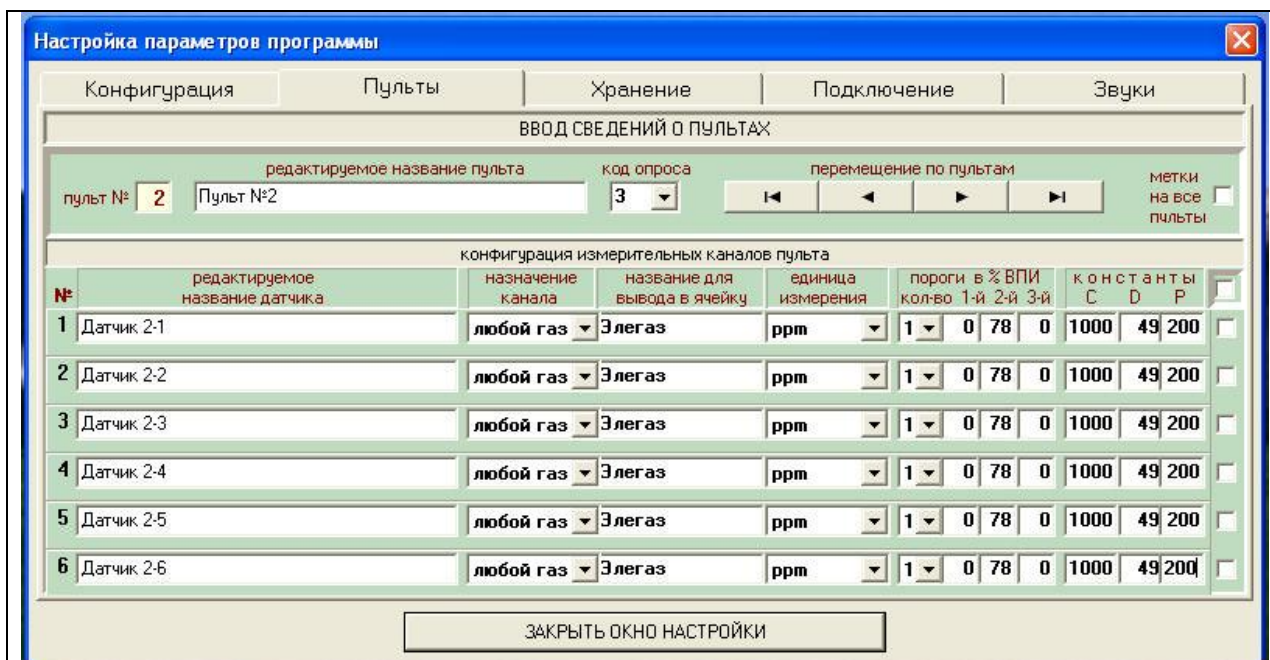 Настройка параметров программы
Конфигурация Пульты Хранение Подключение Звуки
ВВОД СВЕДЕНИЙ О ПУЛЬТАХ
редактируемое название пульта код опроса перемещение по пультам метки
пульт № 2 Пульт №2 3 на все
пульты
конфигурация измерительных каналов пульта
редактируемое назначение название для единица пороги в % ВПИ константы
№ название датчика канала вывода в ячейку измерения кол-во 1-й 2-й 3-й C D P
1 Датчик 2-1 любой газ Элегаз ppm 1 0 78 0 1000 49 200
2 Датчик 2-2 любой газ Элегаз ppm 1 0 78 0 1000 49 200
3 Датчик 2-3 любой газ Элегаз ppm 1 0 78 0 1000 49 200
4 Датчик 2-4 любой газ Элегаз ppm 1 0 78 0 1000 49 200
5 Датчик 2-5 любой газ Элегаз ppm 1 0 78 0 1000 49 200
6 Датчик 2-6 любой газ Элегаз ppm 1 0 78 0 1000 49 200
ЗАКРЫТЬ ОКНО НАСТРОЙКИ